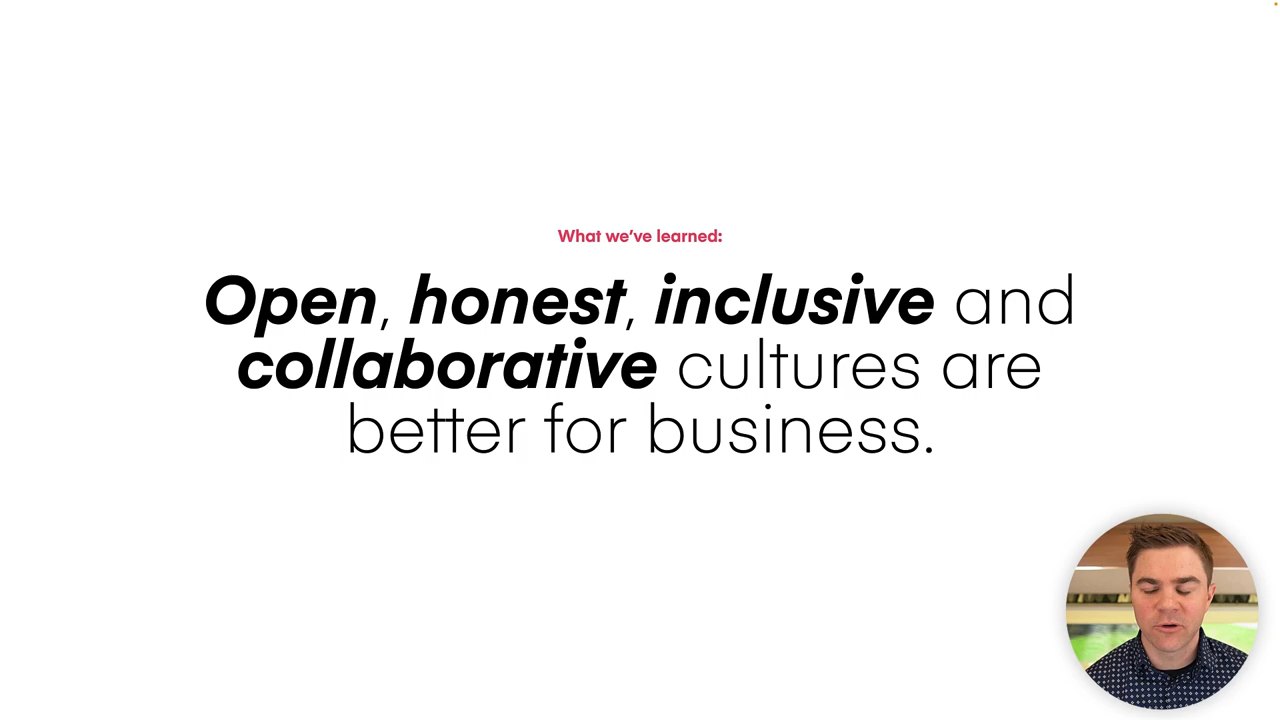 What we've learned:
Open, honest, inclusive and
collaborative cultures are
better for business.